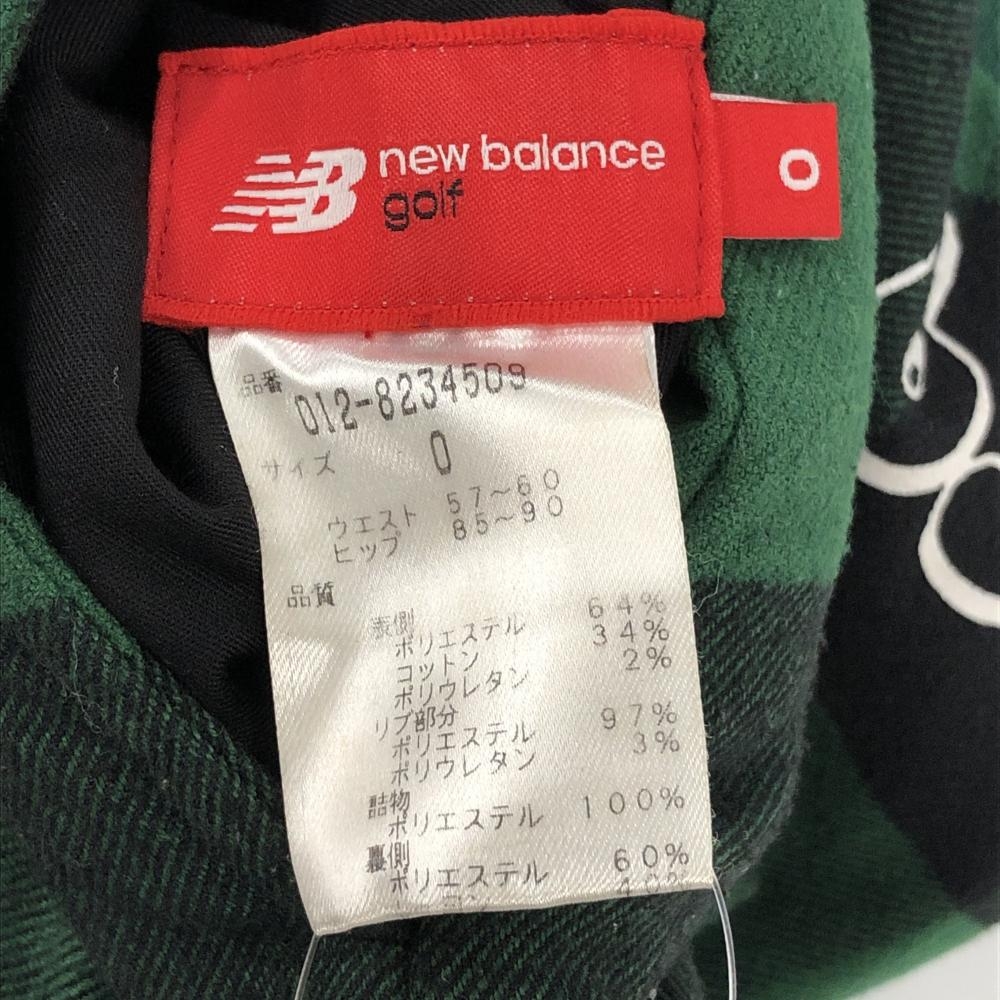 NB new balance
golf
0
品番 012-8234509
サイズ 0
ウエスト 57～60
ヒップ 85～90
品質
表側
ポリエステル 64%
コットン 34%
ポリウレタン 2%
リブ部分
ポリエステル 97%
ポリウレタン 3%
詰物
ポリエステル 100%
裏側
ポリエステル 60%
40%